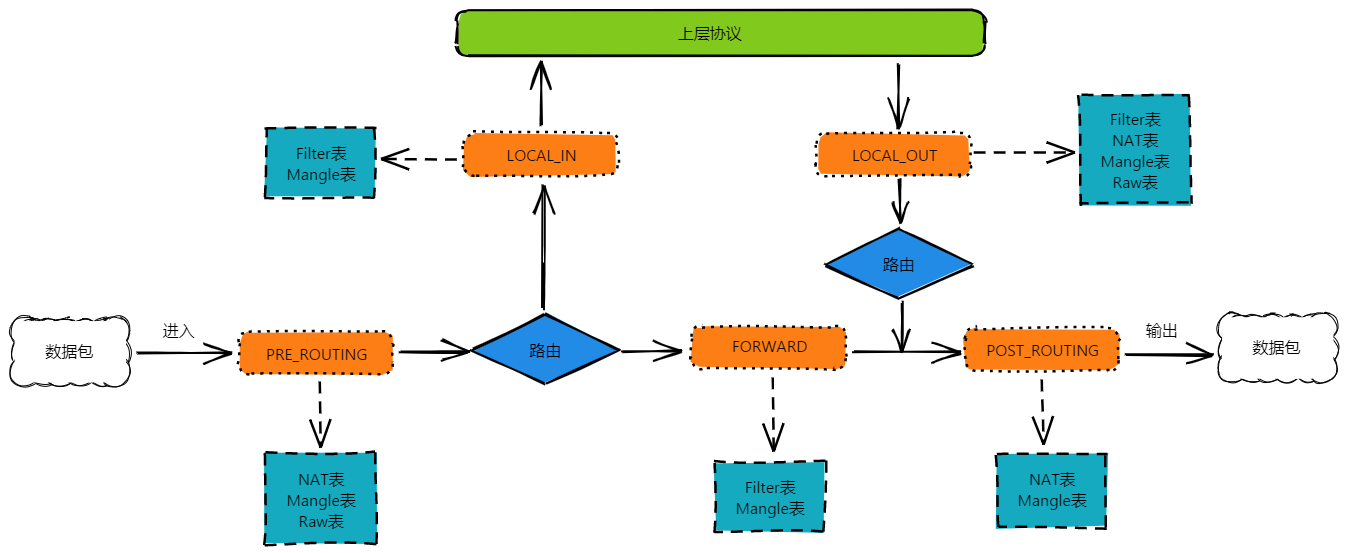 上层协议
Filter表
Mangle表
LOCAL_IN
LOCAL_OUT
Filter表
NAT表
Mangle表
Raw表
路由
数据包
进入
PRE_ROUTING
路由
FORWARD
POST_ROUTING
输出
数据包
NAT表
Mangle表
Raw表
Filter表
Mangle表
NAT表
Mangle表